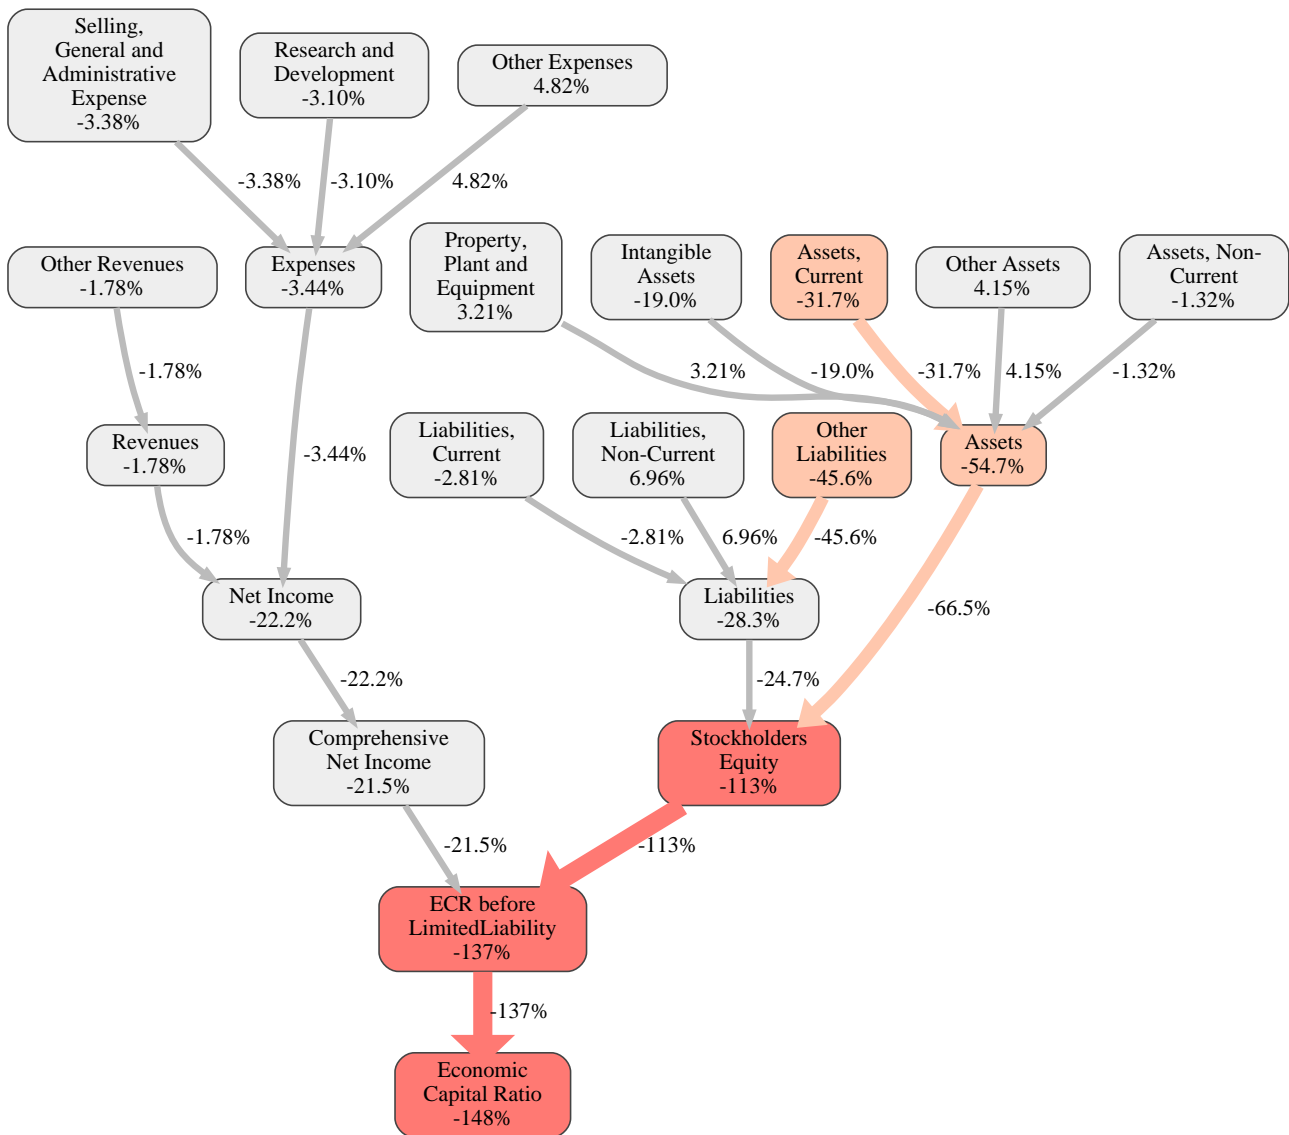 Selling,
General and
Administrative
Expense
-3.38%
Research and
Development
-3.10%
Other Expenses
4.82%
-3.38%
-3.10%
4.82%
Other Revenues
-1.78%
Expenses
-3.44%
Property,
Plant and
Equipment
3.21%
Intangible
Assets
-19.0%
Assets,
Current
-31.7%
Other Assets
4.15%
Assets, Non-
Current
-1.32%
-1.78%
3.21%
-19.0%
-31.7%
4.15%
-1.32%
Revenues
-1.78%
-3.44%
Liabilities,
Current
-2.81%
Liabilities,
Non-Current
6.96%
Other
Liabilities
-45.6%
Assets
-54.7%
-1.78%
-2.81%
6.96%
-45.6%
Net Income
-22.2%
Liabilities
-28.3%
-66.5%
-22.2%
-24.7%
Comprehensive
Net Income
-21.5%
Stockholders
Equity
-113%
-21.5%
-113%
ECR before
LimitedLiability
-137%
-137%
Economic
Capital Ratio
-148%